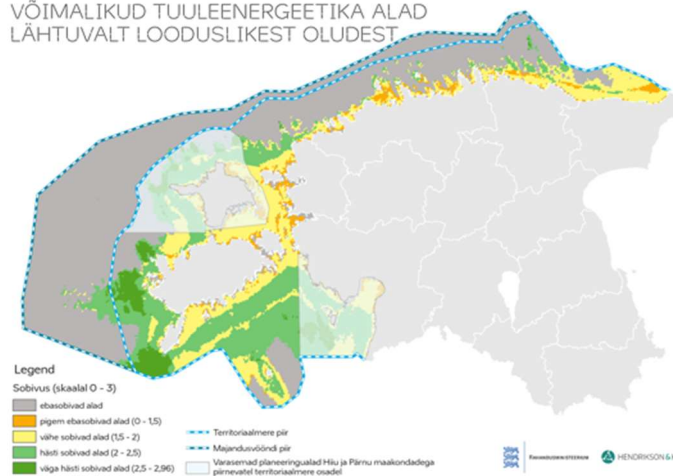 VÕIMALIKUD TUULEENERGEETIKA ALAD
LÄHTUVALT LOODUSLIKEST OLUDEST
Legend
Sobivus (skaalal 0 - 3)
ebasobivad alad
pigem ebasobivad alad (0 - 1,5)
vähe sobivad alad (1,5 - 2)
hästi sobivad alad (2 - 2,5)
väga hästi sobivad alad (2,5 - 2,96)
Territoriaalmere piir
Majandusvööndi piir
Varasemad planeeringualad Hiiu ja Pärnu maakondadega
piirnevatel territoriaalmere osadel
RAHANDUSMINISTEERIUM
HENDRIKSON &